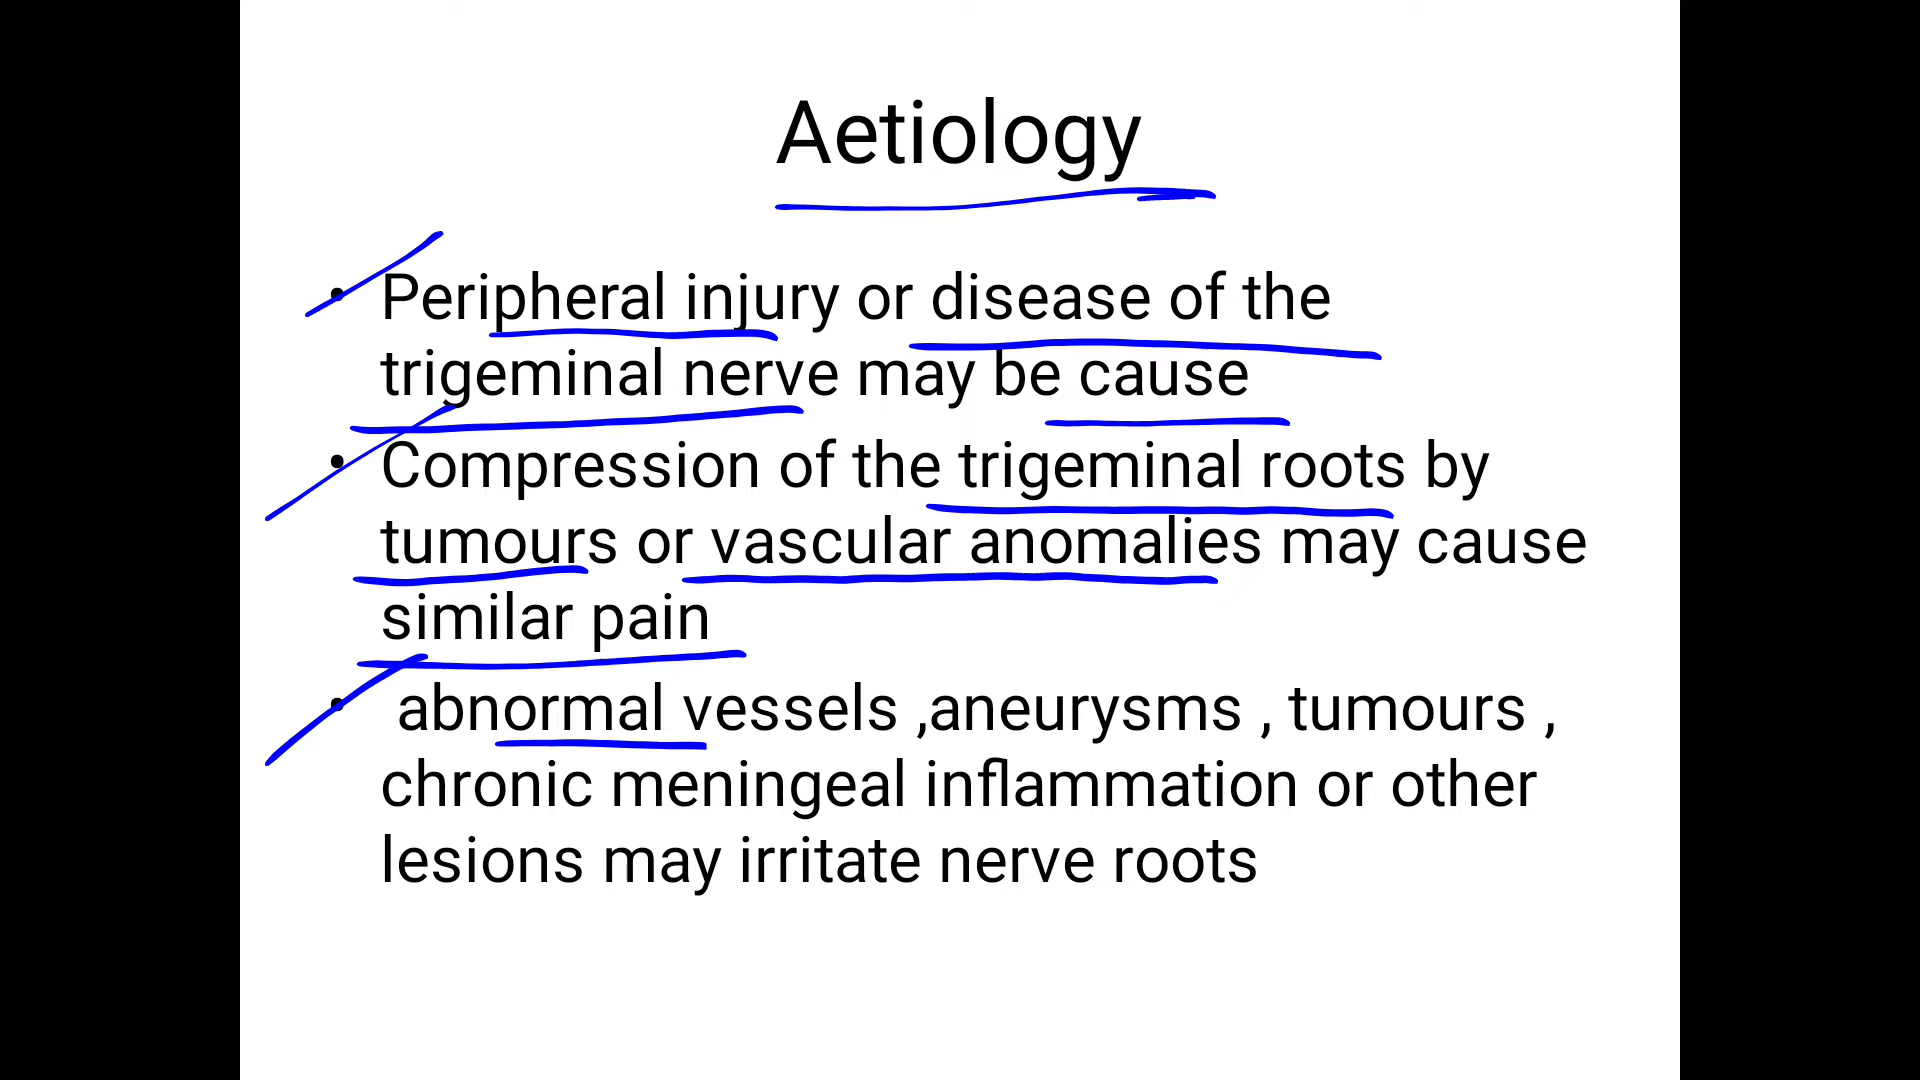 Aetiology
• Peripheral injury or disease of the
trigeminal nerve may be cause
• Compression of the trigeminal roots by
tumours or vascular anomalies may cause
similar pain
• abnormal vessels ,aneurysms , tumours ,
chronic meningeal inflammation or other
lesions may irritate nerve roots